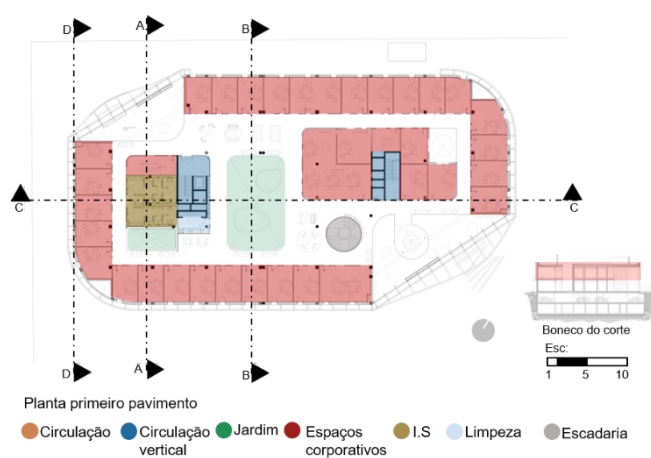 D
A
B
C
C
D
A
B
Boneco do corte
Esc:
1 5 10
Planta primeiro pavimento
Circulação
Circulação vertical
Jardim
Espaços corporativos
I.S
Limpeza
Escadaria